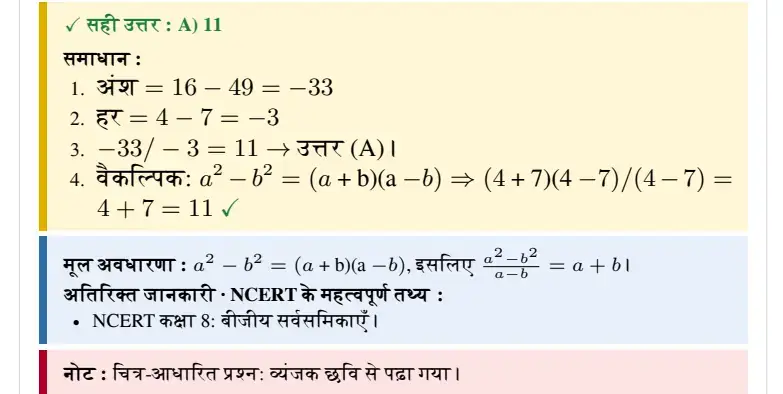 ✓ सही उत्तर : A) 11
समाधान :
1. अंश = 16 − 49 = −33
2. हर = 4 − 7 = −3
3. −33/ − 3 = 11 → उत्तर (A)।
4. वैकल्पिक: a² − b² = (a + b)(a −b) ⇒ (4 + 7)(4 −7)/(4 − 7) =
4 + 7 = 11 ✓
मूल अवधारणा : a² − b² = (a + b)(a −b), इसलिए (a²−b²)/(a−b) = a + b।
अतिरिक्त जानकारी · NCERT के महत्वपूर्ण तथ्य :
• NCERT कक्षा 8: बीजीय सर्वसमिकाएँ।
नोट : चित्र-आधारित प्रश्न: व्यंजक छवि से पढ़ा गया।